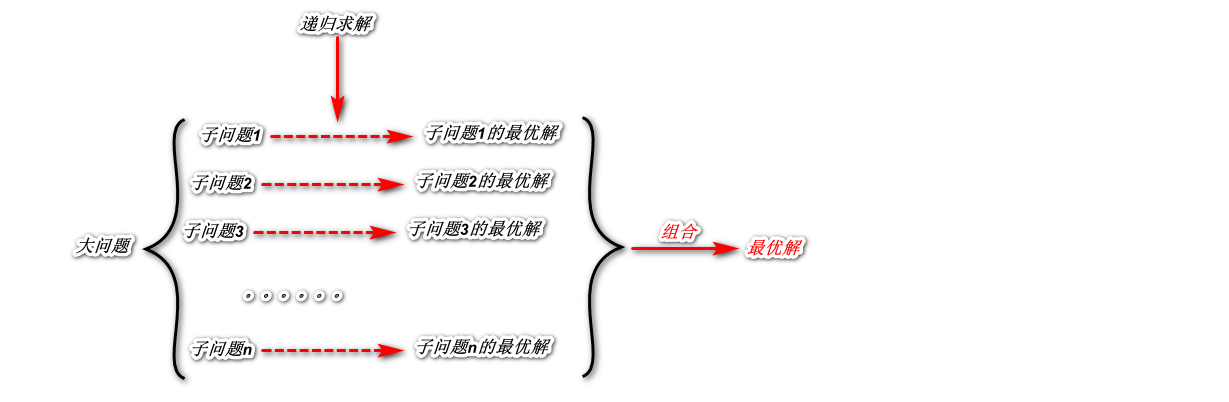 递归求解
子问题1
子问题1的最优解
子问题2
子问题2的最优解
子问题3
子问题3的最优解
大问题
组合
最优解
。。。。。。
子问题n
子问题n的最优解